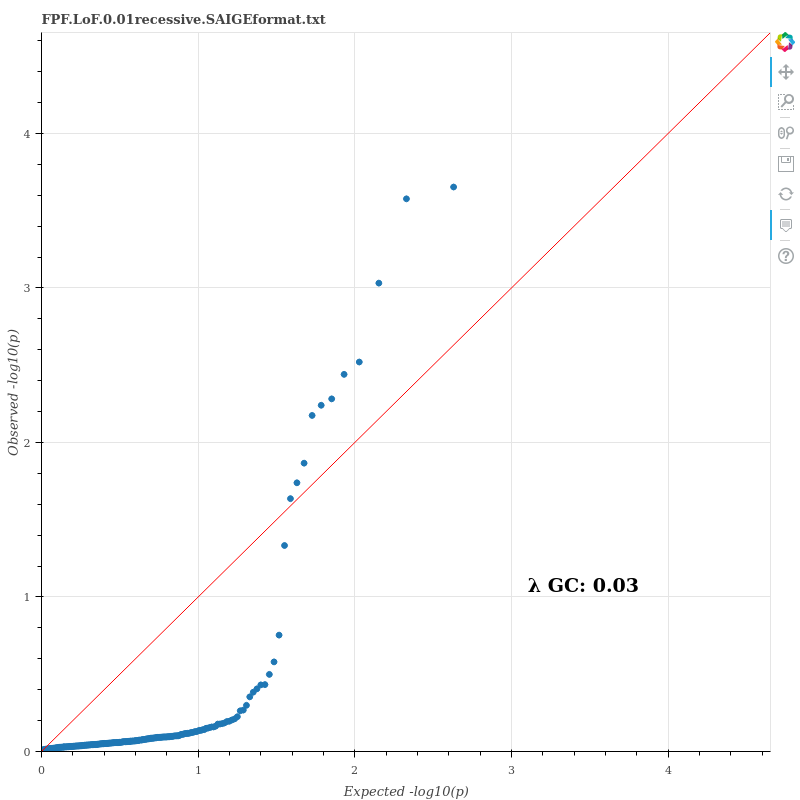 FPF.LoF.0.01recessive.SAIGEformat.txt
4
3
2
1
0
Observed -log10(p)
λ GC: 0.03
0 1 2 3 4
Expected -log10(p)